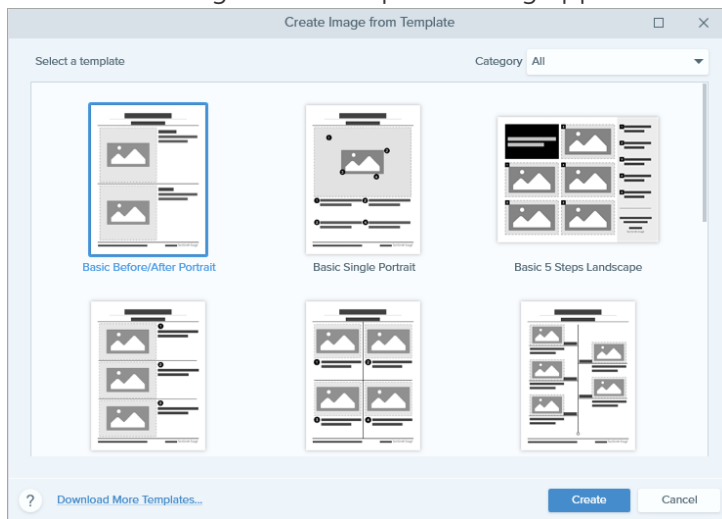 Create Image from Template
Select a template
Category All
Basic Before/After Portrait
Basic Single Portrait
Basic 5 Steps Landscape
? Download More Templates...
Create Cancel